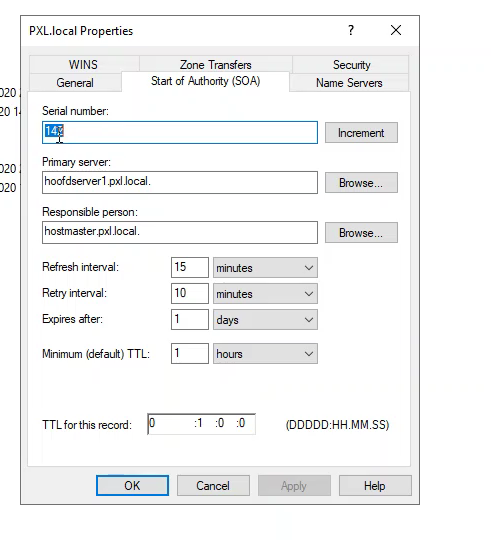 PXL.local Properties
?
WINS Zone Transfers Security
General Start of Authority (SOA) Name Servers
020
Serial number:
020 14
Increment
Primary server:
020
hoofdserver1.pxl.local. Browse...
020
Responsible person:
hostmaster.pxl.local. Browse...
Refresh interval: 15 minutes
Retry interval: 10 minutes
Expires after: 1 days
Minimum (default) TTL: 1 hours
TTL for this record: 0 :1 :0 :0 (DDDDD:HH.MM.SS)
OK Cancel Apply Help